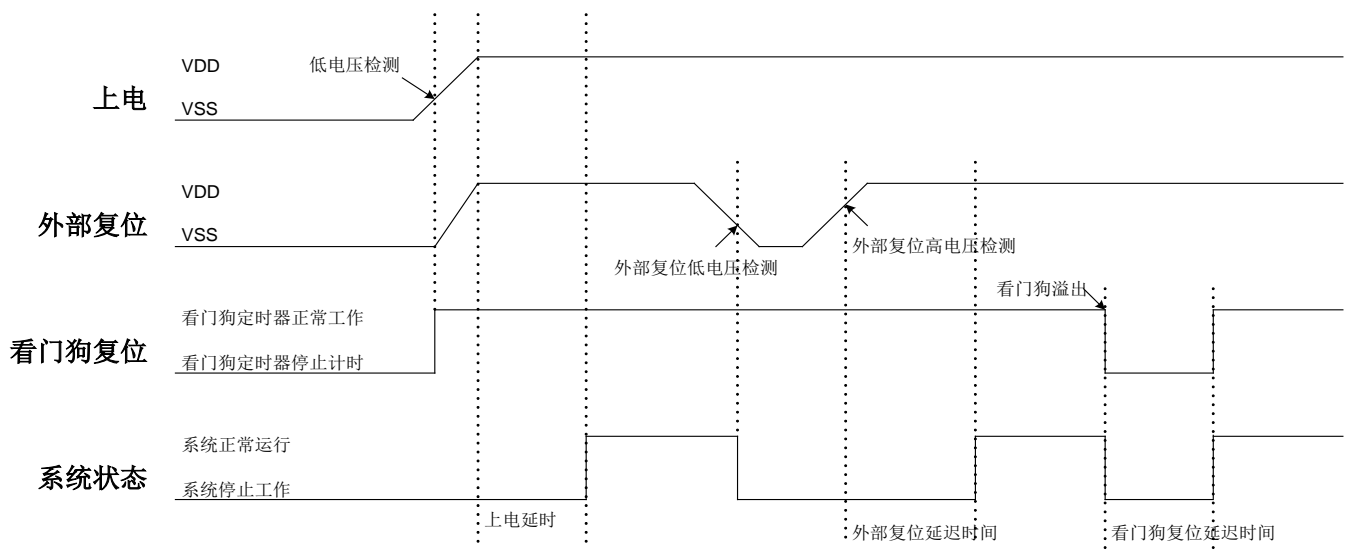 VDD
低电压检测
上电
VSS
VDD
外部复位
VSS
外部复位低电压检测
外部复位高电压检测
看门狗溢出
看门狗定时器正常工作
看门狗复位
看门狗定时器停止计时
系统正常运行
系统状态
系统停止工作
上电延时
外部复位延迟时间
看门狗复位延迟时间